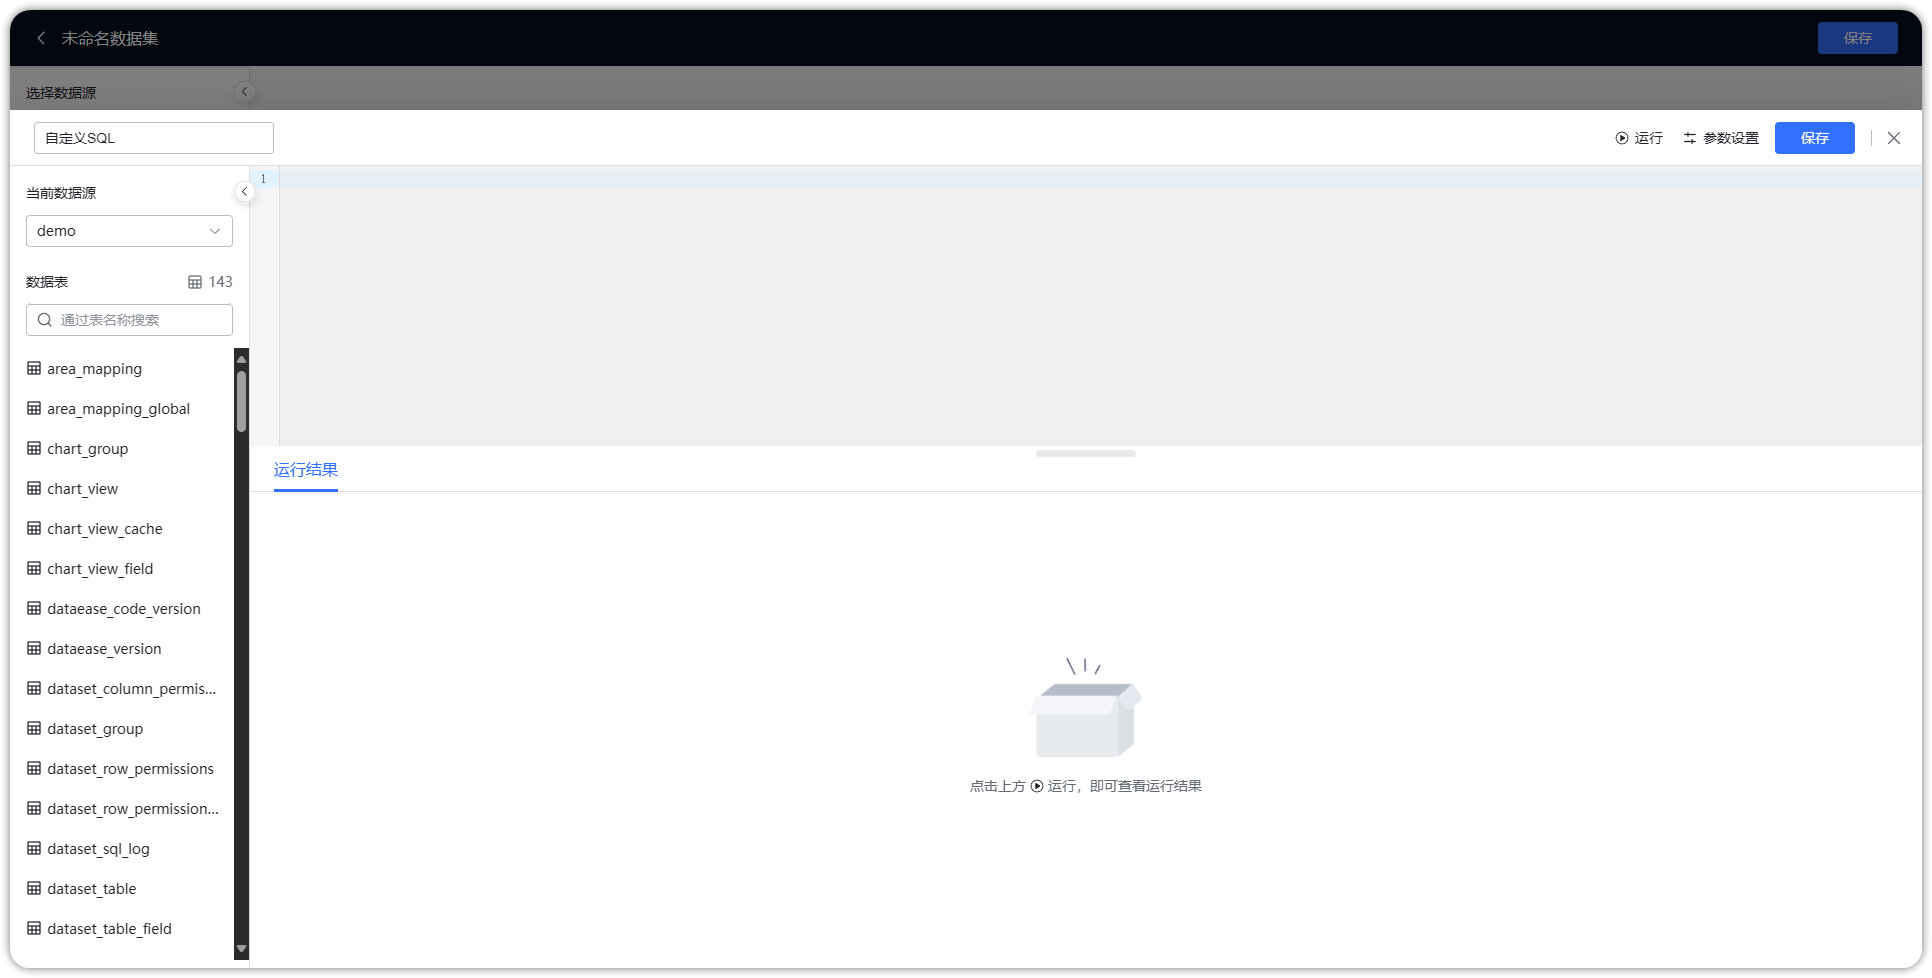 未命名数据集
保存
选择数据源
自定义SQL
运行
参数设置
保存
当前数据源
demo
数据表
143
通过表名称搜索
area_mapping
area_mapping_global
chart_group
chart_view
chart_view_cache
chart_view_field
dataease_code_version
dataease_version
dataset_column_permis...
dataset_group
dataset_row_permissions
dataset_row_permission...
dataset_sql_log
dataset_table
dataset_table_field
1
运行结果
点击上方 运行，即可查看运行结果